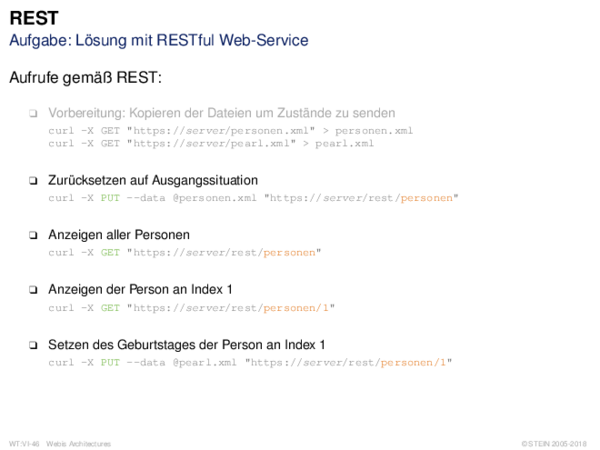 REST
Aufgabe: Lösung mit RESTful Web-Service
Aufrufe gemäß REST:
❑ Vorbereitung: Kopieren der Dateien um Zustände zu senden
curl -X GET "https://server/personen.xml" > personen.xml
curl -X GET "https://server/pearl.xml" > pearl.xml
❑ Zurücksetzen auf Ausgangssituation
curl -X PUT --data @personen.xml "https://server/rest/personen"
❑ Anzeigen aller Personen
curl -X GET "https://server/rest/personen"
❑ Anzeigen der Person an Index 1
curl -X GET "https://server/rest/personen/1"
❑ Setzen des Geburtstages der Person an Index 1
curl -X PUT --data @pearl.xml "https://server/rest/personen/1"
WT:VI-46 Webis Architectures © STEIN 2005-2018